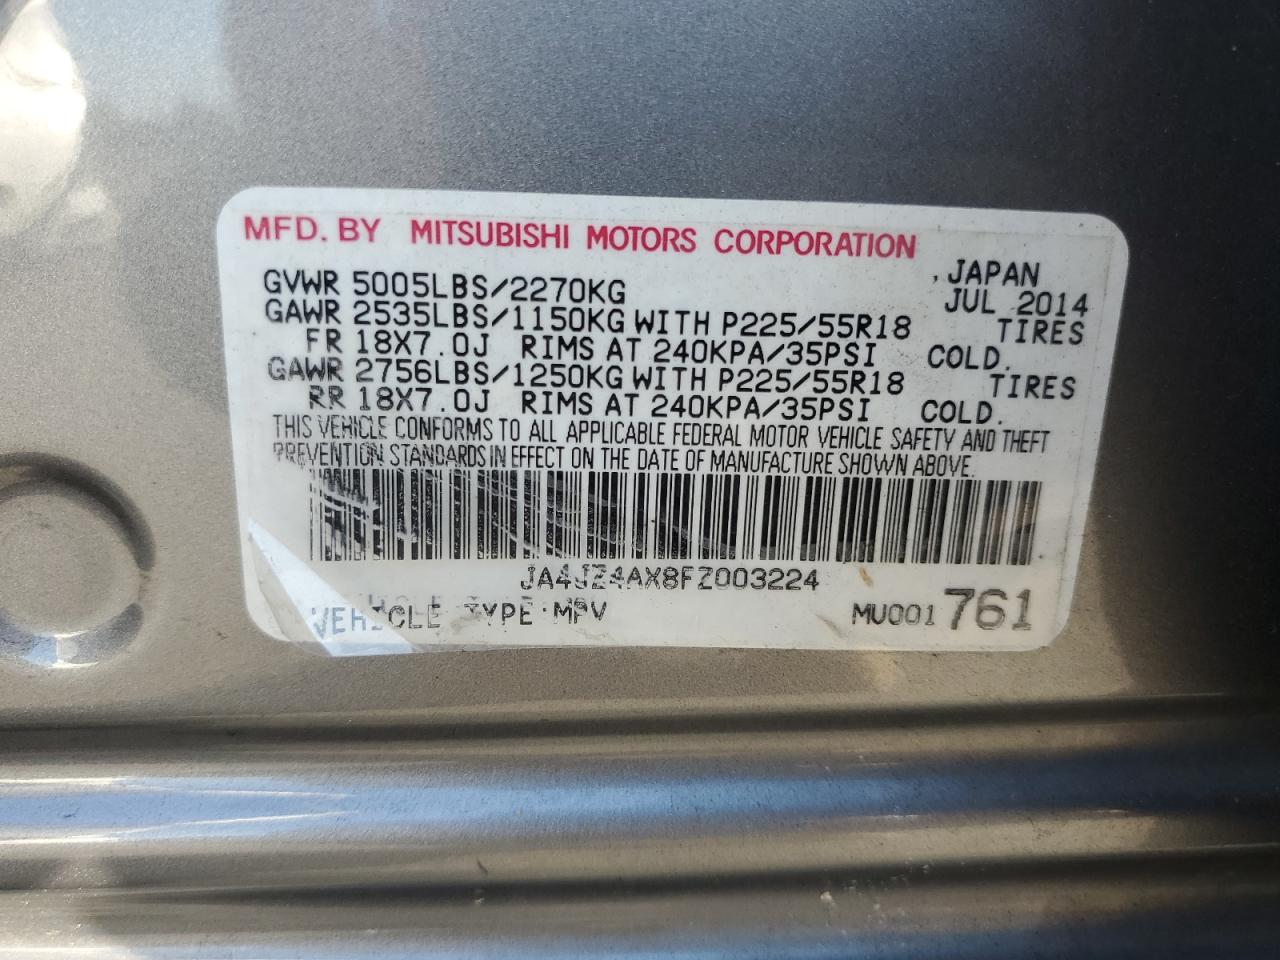 MFD. BY MITSUBISHI MOTORS CORPORATION
, JAPAN
GVWR 5005LBS/2270KG JUL 2014
GAWR 2535LBS/1150KG WITH P225/55R18 TIRES
FR 18X7.0J RIMS AT 240KPA/35PSI COLD.
GAWR 2756LBS/1250KG WITH P225/55R18 TIRES
RR 18X7.0J RIMS AT 240KPA/35PSI COLD.
THIS VEHICLE CONFORMS TO ALL APPLICABLE FEDERAL MOTOR VEHICLE SAFETY AND THEFT
PREVENTION STANDARDS IN EFFECT ON THE DATE OF MANUFACTURE SHOWN ABOVE.
JA4JZ4AX8FZ003224
VEHICLE TYPE MPV MU001 761